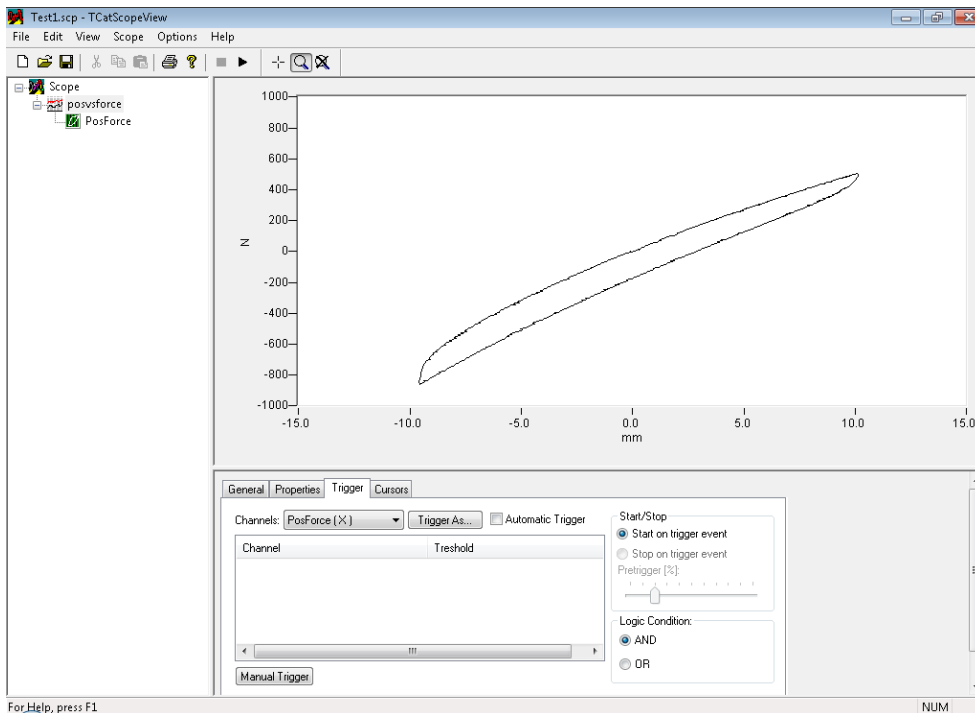 Test1.scp - TCatScopeView
File Edit View Scope Options Help
Scope
posvsforce
PosForce
1000
800
600
400
200
0
-200
-400
-600
-800
-1000
N
-15.0 -10.0 -5.0 0.0 5.0 10.0 15.0
mm
General Properties Trigger Cursors
Channels: PosForce ( X ) Trigger As... Automatic Trigger
Channel Treshold
Manual Trigger
Start/Stop
Start on trigger event
Stop on trigger event
Pretrigger [%]:
Logic Condition:
AND
OR
For Help, press F1 NUM